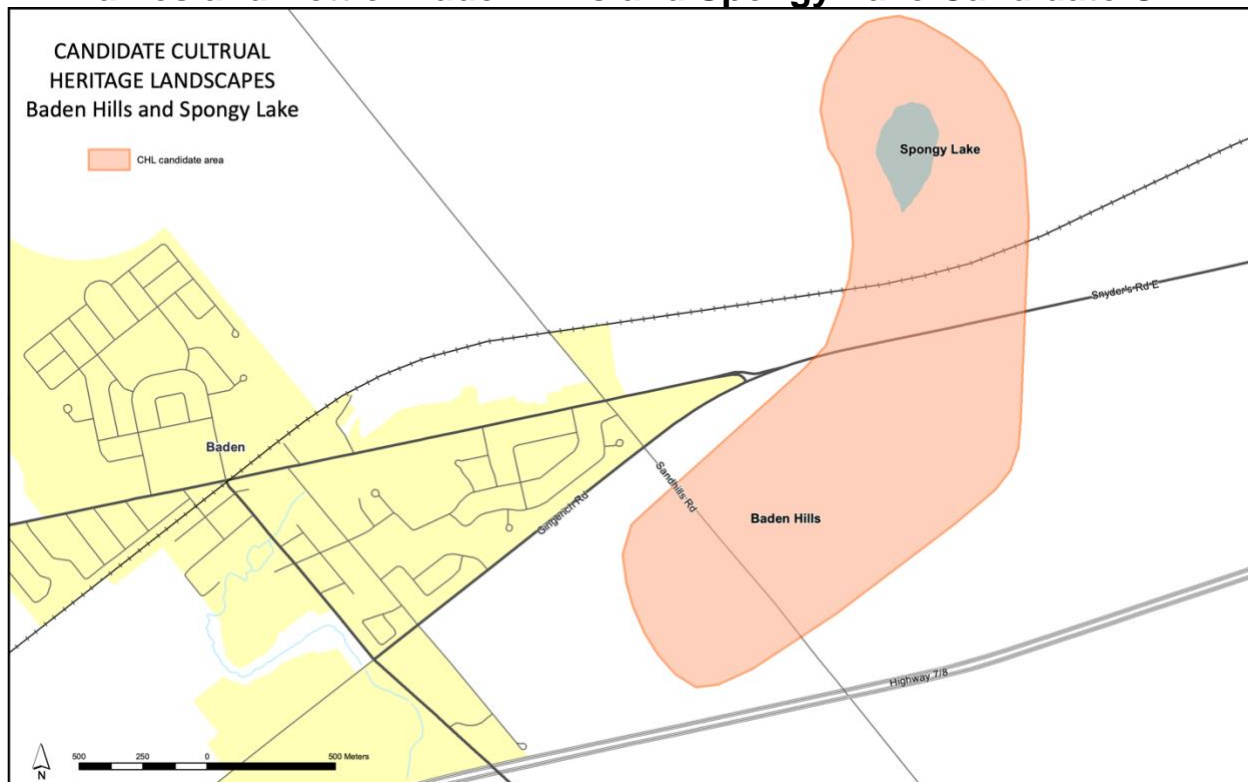 CANDIDATE CULTRUAL
HERITAGE LANDSCAPES
Baden Hills and Spongy Lake
CHL candidate area
Spongy Lake
Snyder's Rd E
Baden
Sandhills Rd
Gingerich Rd
Baden Hills
Highway 7/8
500 250 0 500 Meters
N